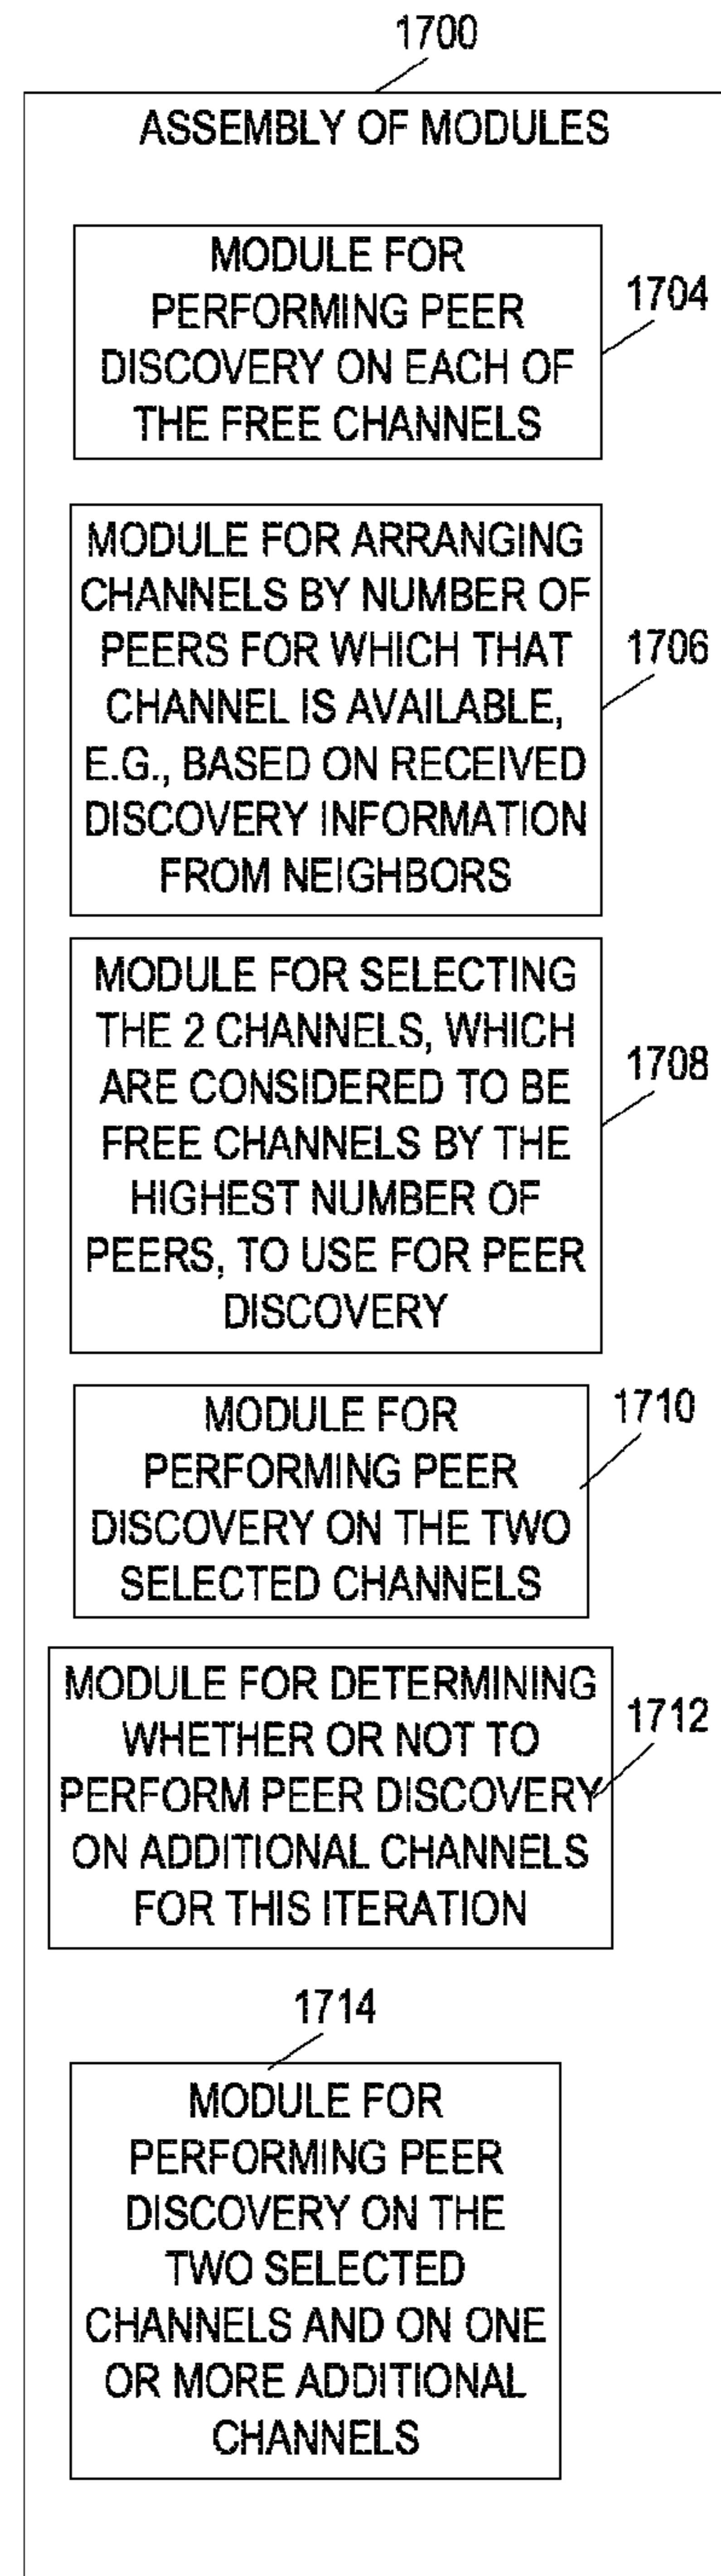 1700
ASSEMBLY OF MODULES
MODULE FOR
PERFORMING PEER
DISCOVERY ON EACH OF
THE FREE CHANNELS
1704
MODULE FOR ARRANGING
CHANNELS BY NUMBER OF
PEERS FOR WHICH THAT
CHANNEL IS AVAILABLE,
E.G., BASED ON RECEIVED
DISCOVERY INFORMATION
FROM NEIGHBORS
1706
MODULE FOR SELECTING
THE 2 CHANNELS, WHICH
ARE CONSIDERED TO BE
FREE CHANNELS BY THE
HIGHEST NUMBER OF
PEERS, TO USE FOR PEER
DISCOVERY
1708
MODULE FOR
PERFORMING PEER
DISCOVERY ON THE TWO
SELECTED CHANNELS
1710
MODULE FOR DETERMINING
WHETHER OR NOT TO
PERFORM PEER DISCOVERY
ON ADDITIONAL CHANNELS
FOR THIS ITERATION
1712
1714
MODULE FOR
PERFORMING PEER
DISCOVERY ON THE
TWO SELECTED
CHANNELS AND ON ONE
OR MORE ADDITIONAL
CHANNELS